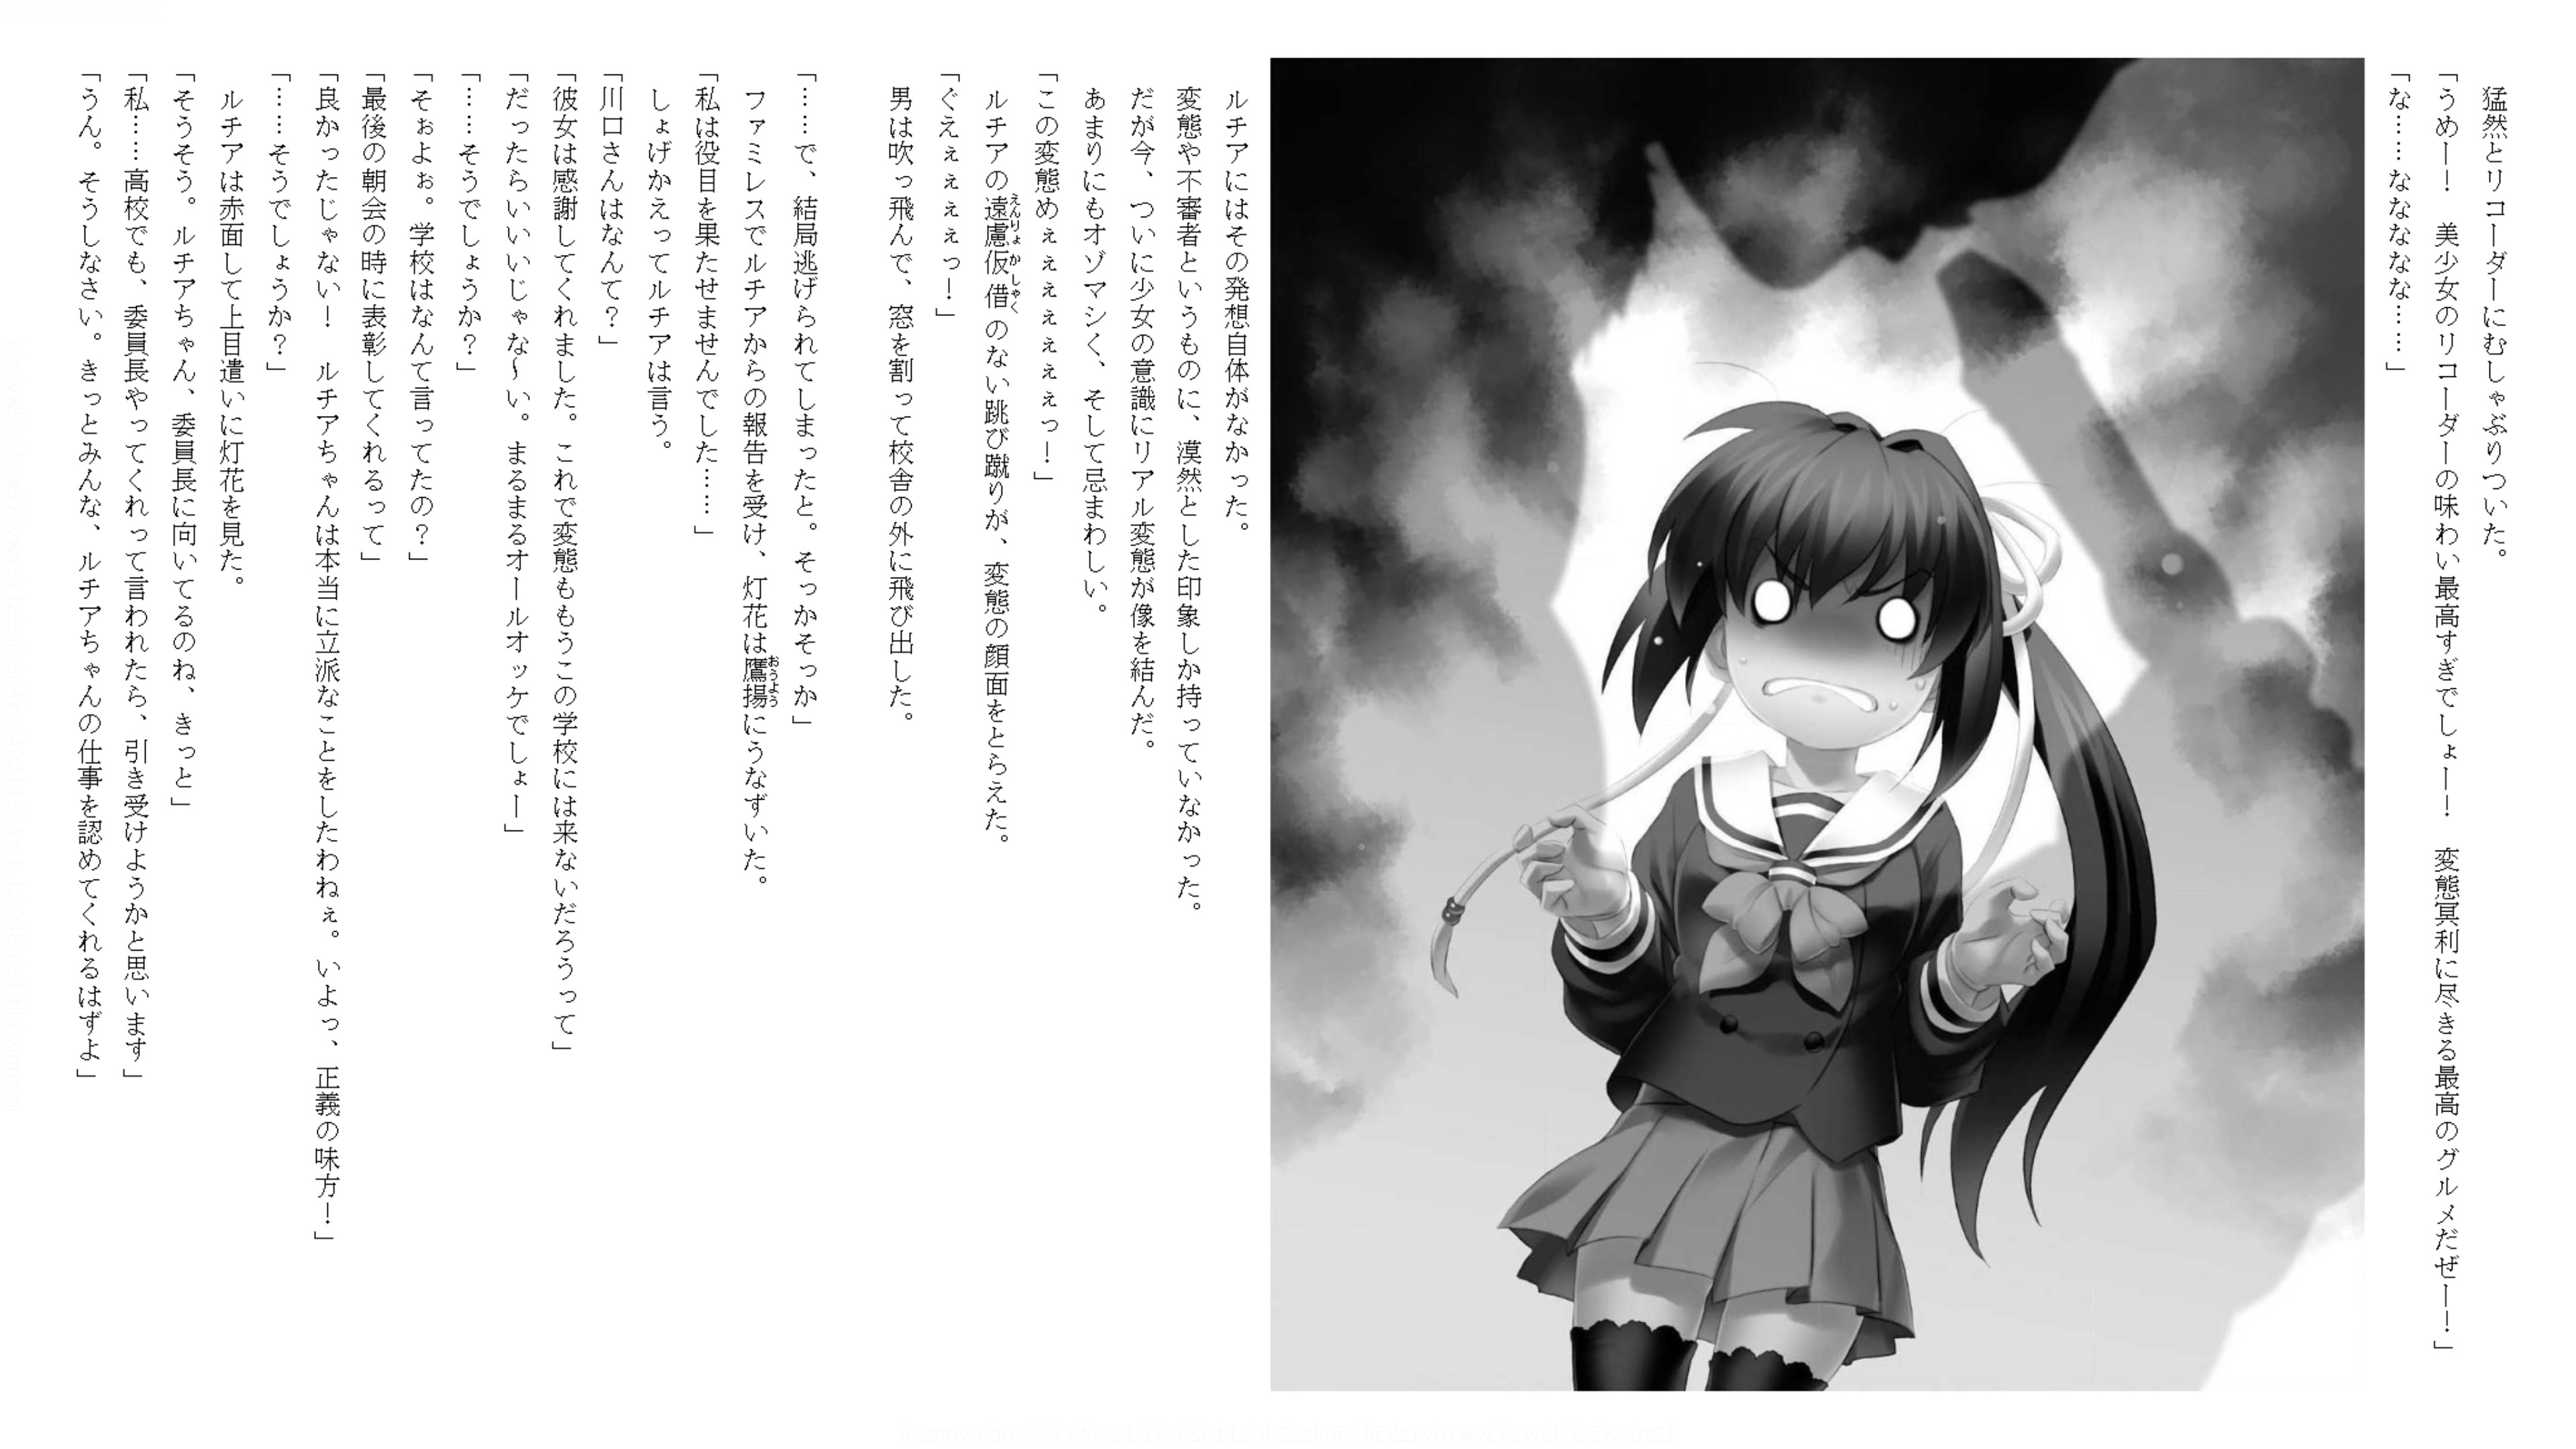 猛然とリコーダーにむしゃぶりついた。
「うめーー！　美少女のリコーダーの味わい最高すぎでしょーー！　変態冥利に尽きる最高のグルメだぜーー！」
「な……ななななな……」
ルチアにはその発想自体がなかった。
変態や不審者というものに、漠然とした印象しか持っていなかった。
だが今、ついに少女の意識にリアル変態が像を結んだ。
あまりにもオゾマシく、そして忌まわしい。
「この変態めぇぇぇぇぇぇぇっ！」
ルチアの遠慮仮借のない跳び蹴りが、変態の顔面をとらえた。
「ぐえぇぇぇぇっ！」
男は吹っ飛んで、窓を割って校舎の外に飛び出した。
「……で、結局逃げられてしまったと。そっかそっか」
ファミレスでルチアからの報告を受け、灯花は鷹揚にうなずいた。
「私は役目を果たせませんでした……」
しょげかえってルチアは言う。
「川口さんはなんて？」
「彼女は感謝してくれました。これで変態ももうこの学校には来ないだろうって」
「だったらいいいじゃな〜い。まるまるオールオッケでしょー」
「……そうでしょうか？」
「そぉよぉ。学校はなんて言ってたの？」
「最後の朝会の時に表彰してくれるって」
「良かったじゃない！　ルチアちゃんは本当に立派なことをしたわねぇ。いよっ、正義の味方！」
「……そうでしょうか？」
ルチアは赤面して上目遣いに灯花を見た。
「そうそう。ルチアちゃん、委員長に向いてるのね、きっと」
「私……高校でも、委員長やってくれって言われたら、引き受けようかと思います」
「うん。そうしなさい。きっとみんな、ルチアちゃんの仕事を認めてくれるはずよ」